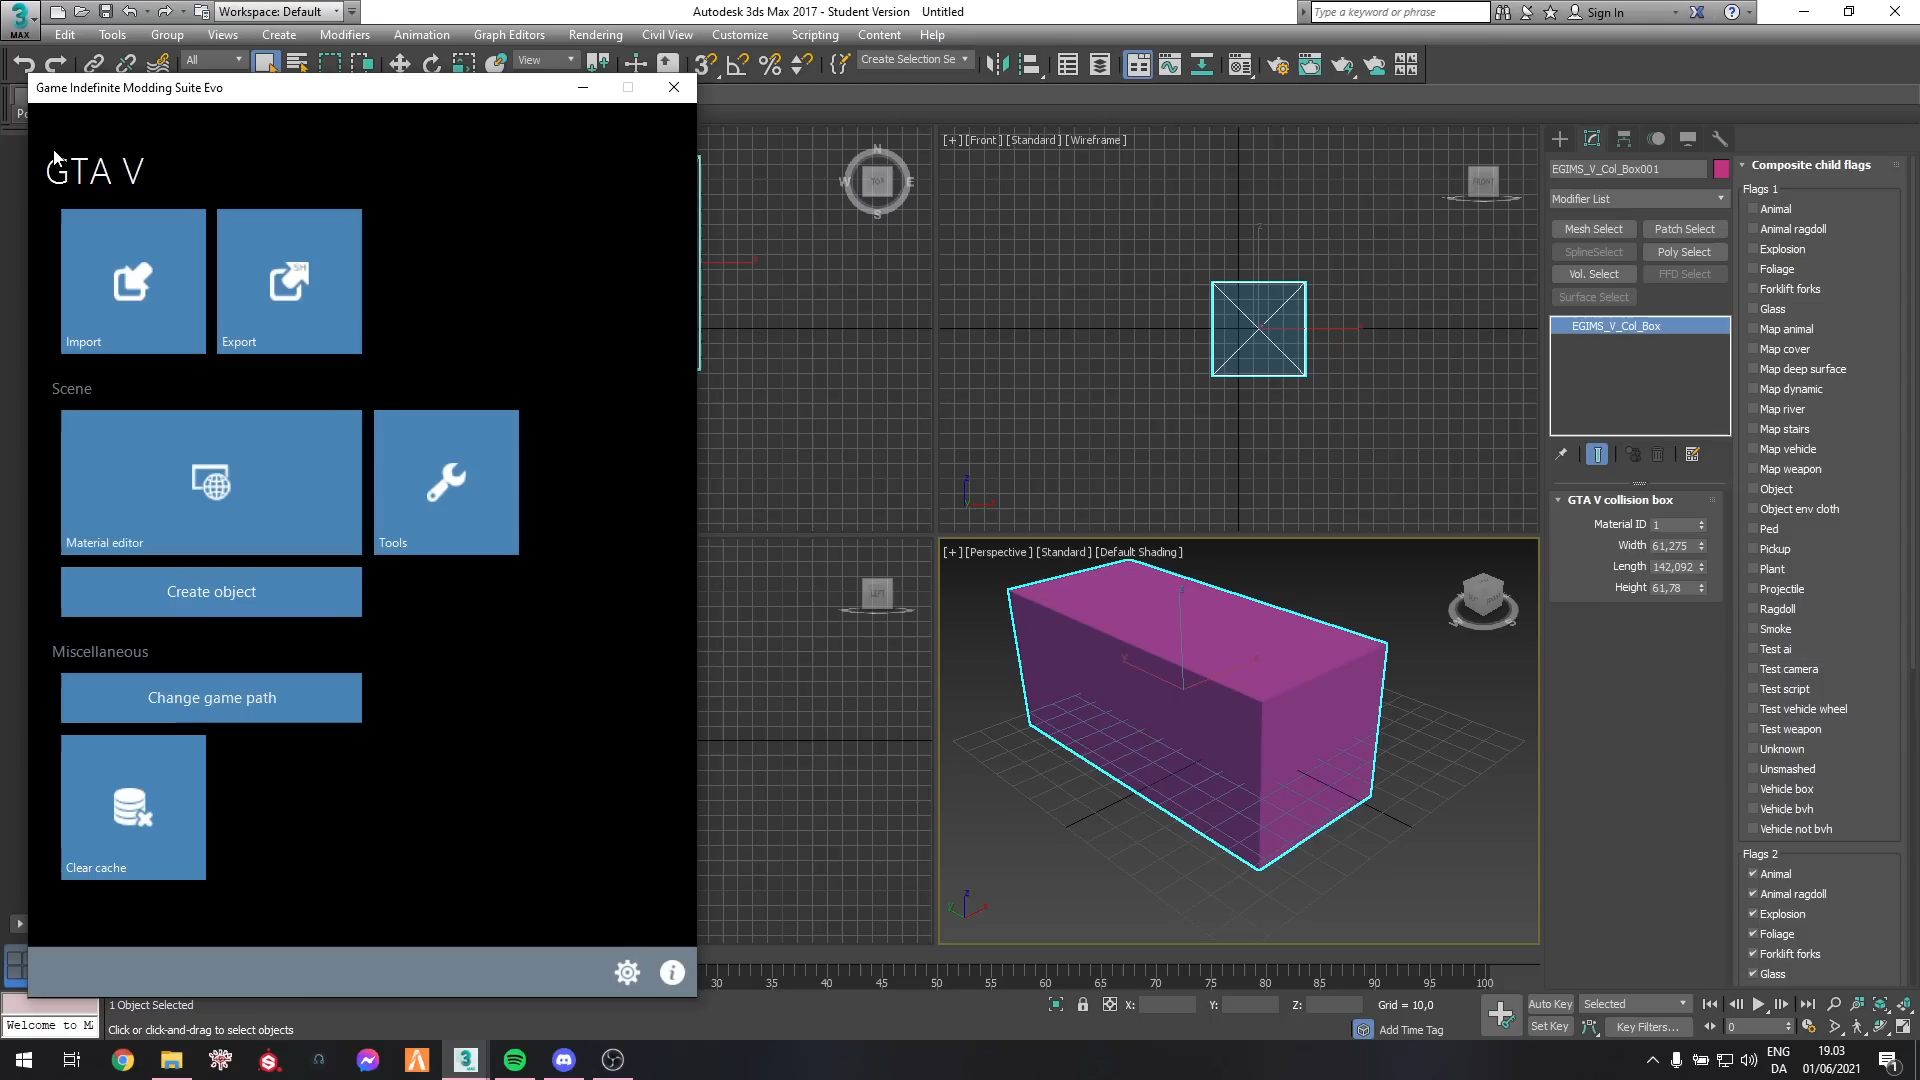 Workspace: Default
Autodesk 3ds Max 2017 - Student Version    Untitled
Type a keyword or phrase
Sign In
MAX
Edit Tools Group Views Create Modifiers Animation Graph Editors Rendering Civil View Customize Scripting Content Help
All
View
Create Selection Se
Game Indefinite Modding Suite Evo
GTA V
Import
Export
Scene
Material editor
Tools
Create object
Miscellaneous
Change game path
Clear cache
N
W TOP E
S
[+] [Front] [Standard] [Wireframe]
FRONT
[+] [Perspective] [Standard] [Default Shading]
EGIMS_V_Col_Box001
Modifier List
Mesh Select Patch Select
SplineSelect Poly Select
Vol. Select FFD Select
Surface Select
EGIMS_V_Col_Box
GTA V collision box
Material ID 1
Width 61,275
Length 142,092
Height 61,78
Composite child flags
Flags 1
Animal
Animal ragdoll
Explosion
Foliage
Forklift forks
Glass
Map animal
Map cover
Map deep surface
Map dynamic
Map river
Map stairs
Map vehicle
Map weapon
Object
Object env cloth
Ped
Pickup
Plant
Projectile
Ragdoll
Smoke
Test ai
Test camera
Test script
Test vehicle wheel
Test weapon
Unknown
Unsmashed
Vehicle box
Vehicle bvh
Vehicle not bvh
Flags 2
Animal
Animal ragdoll
Explosion
Foliage
Forklift forks
Glass
30 35 40 45 50 55 60 65 70 75 80 85 90 95 100
1 Object Selected
Welcome to M
Click or click-and-drag to select objects
X: Y: Z: Grid = 10,0
Add Time Tag
Auto Key Selected
Set Key Key Filters...
0
ENG
DA
19.03
01/06/2021
1